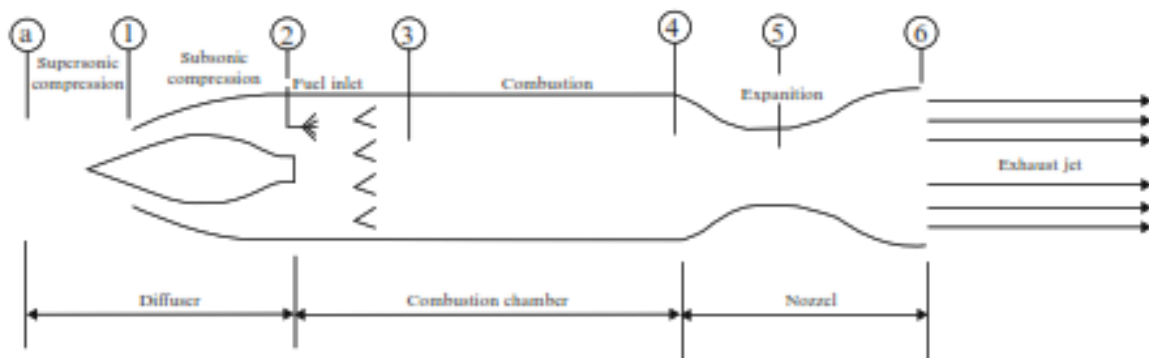 a 1 2 3 4 5 6
Supersonic
compression
Subsonic
compression
Fuel inlet
Combustion
Expanition
Exhaust jet
Diffuser
Combustion chamber
Nozzel